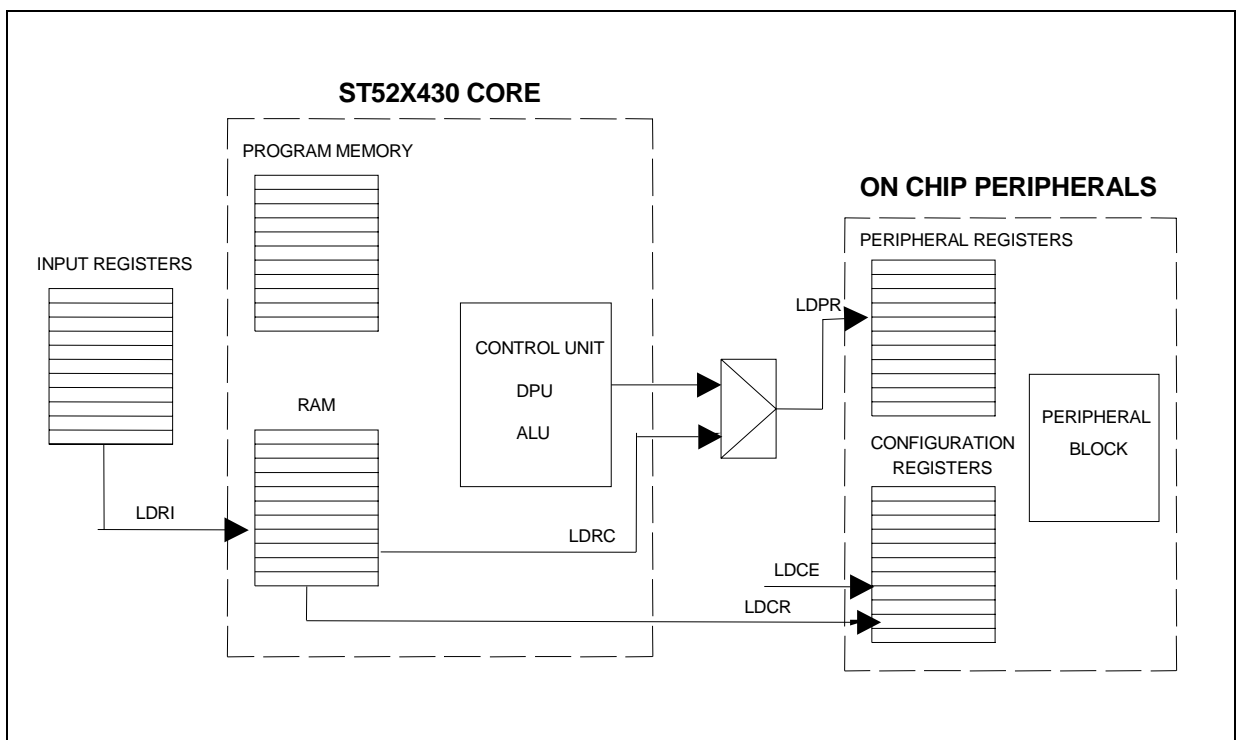 ST52X430 CORE
PROGRAM MEMORY
ON CHIP PERIPHERALS
PERIPHERAL REGISTERS
INPUT REGISTERS
LDPR
CONTROL UNIT
DPU
ALU
RAM
PERIPHERAL
BLOCK
CONFIGURATION
REGISTERS
LDRI
LDRC
LDCE
LDCR